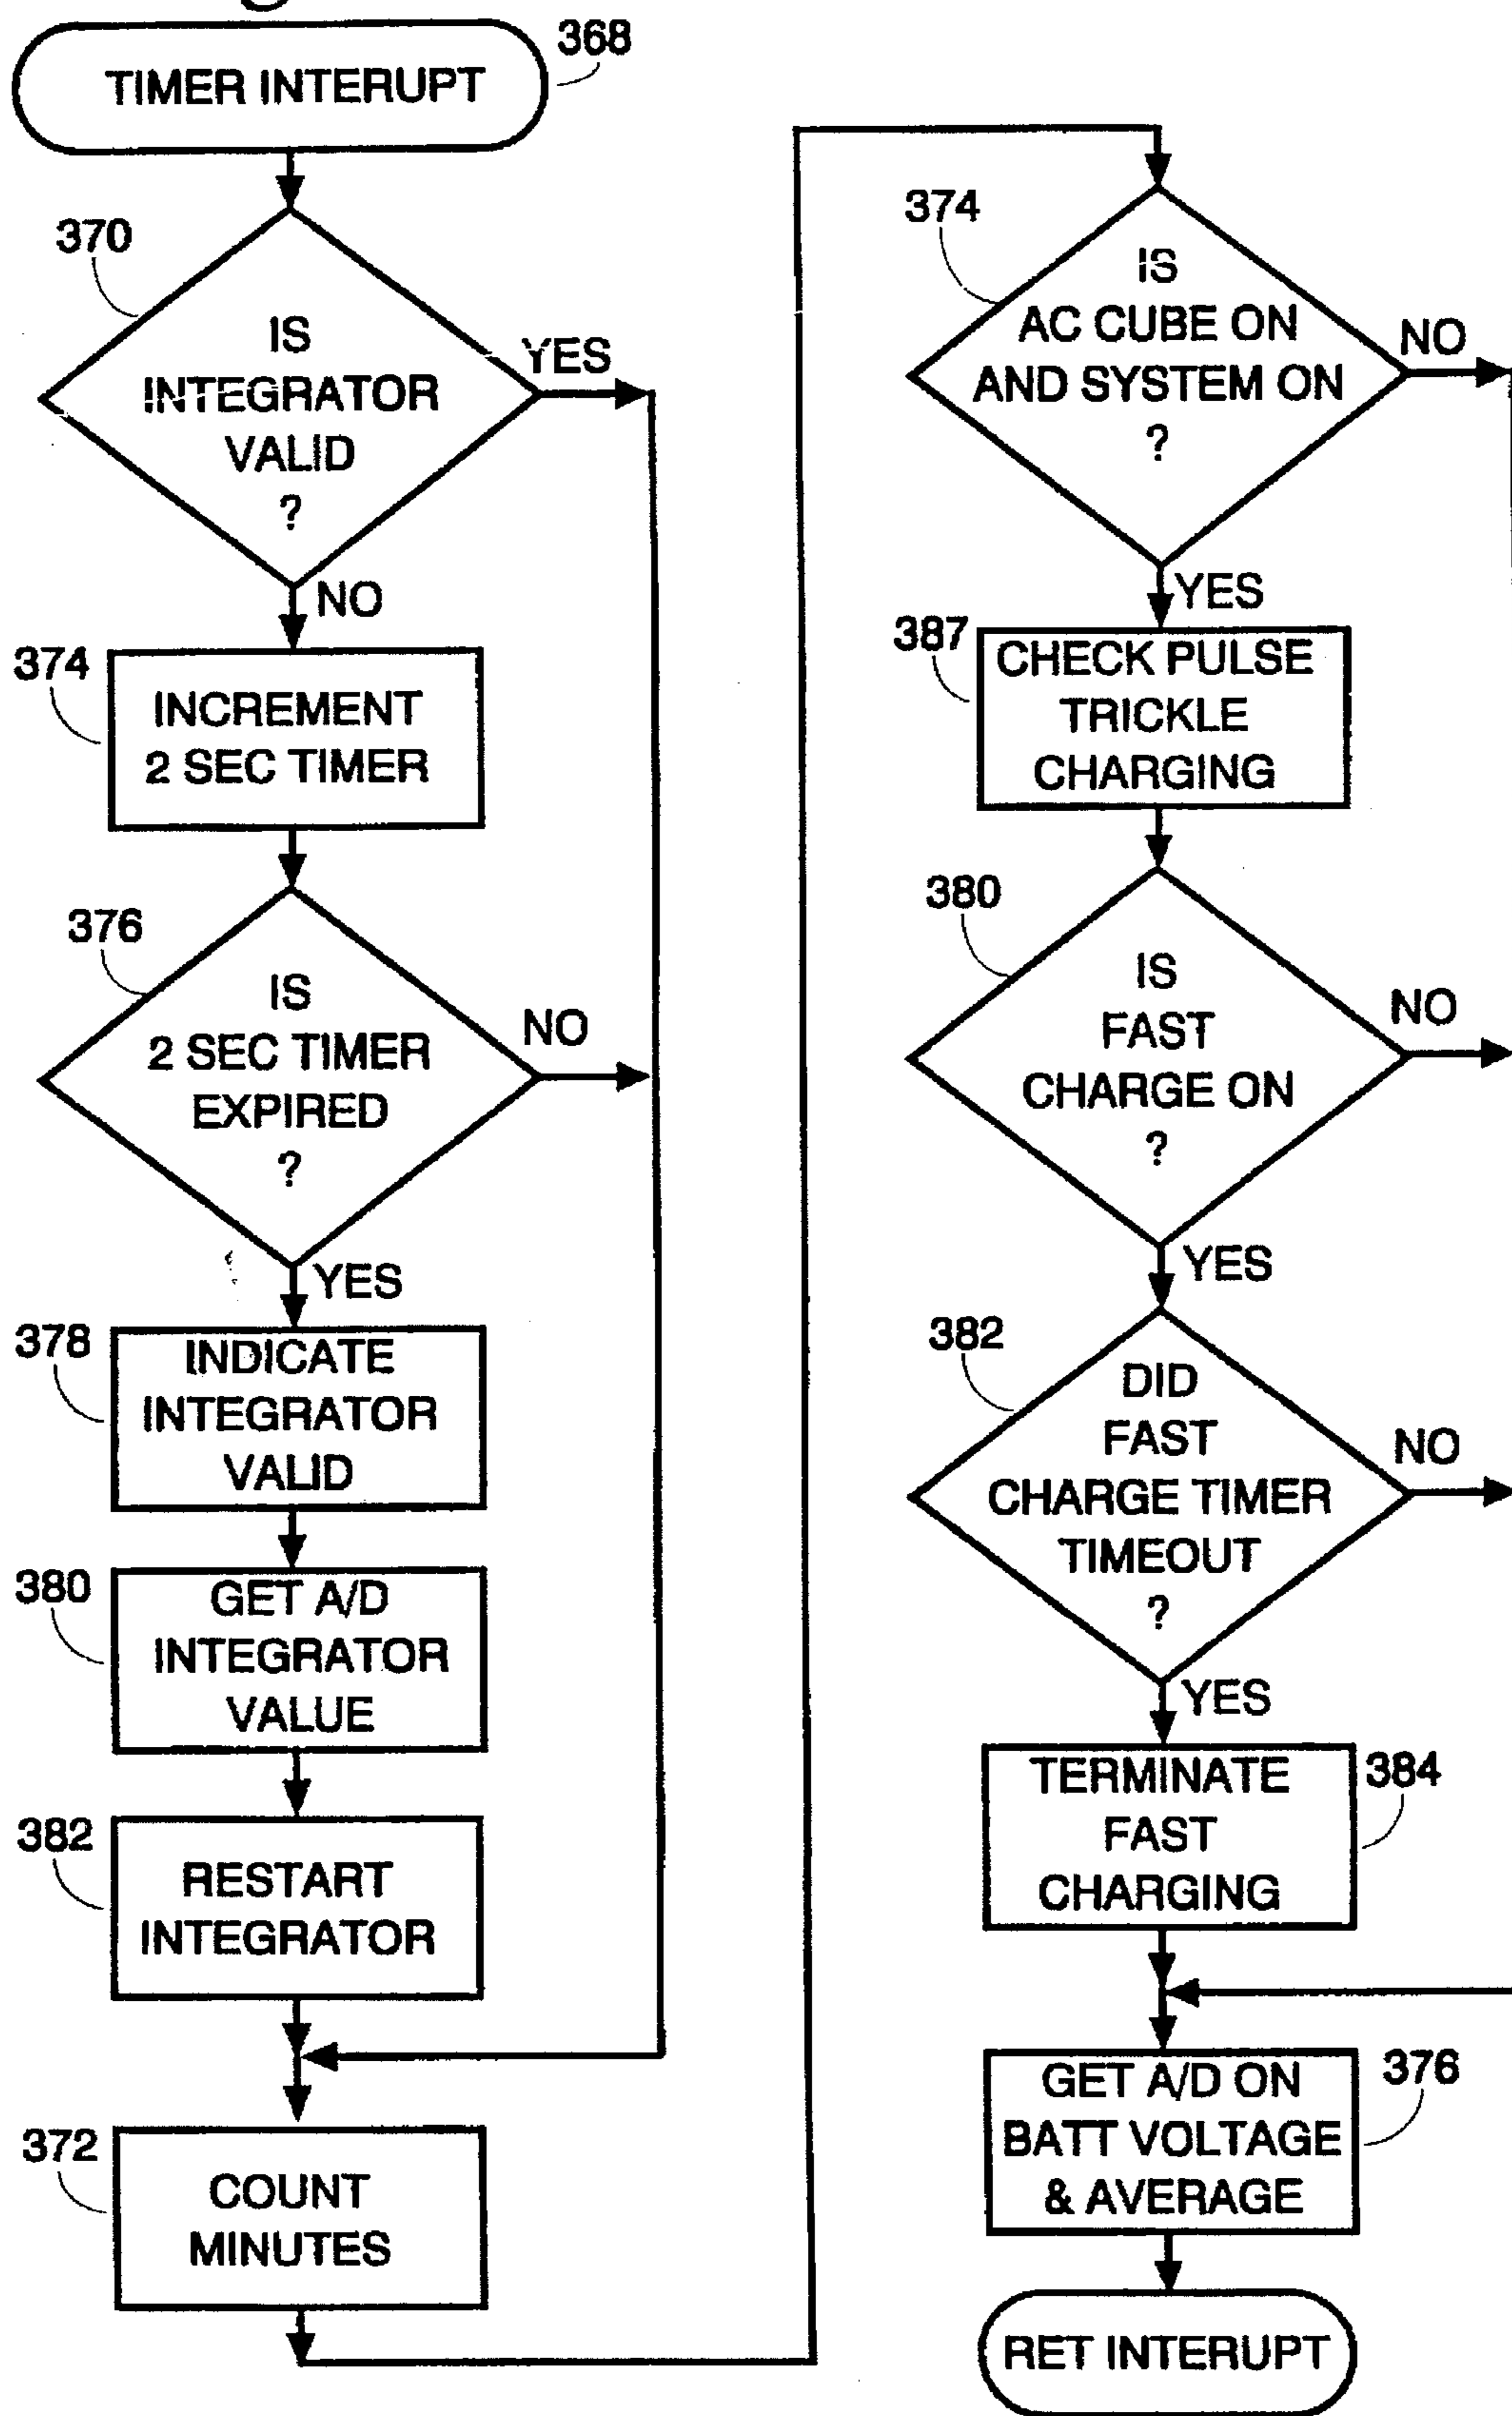 368
TIMER INTERUPT
370
IS
INTEGRATOR
VALID
?
YES
NO
374
INCREMENT
2 SEC TIMER
376
IS
2 SEC TIMER
EXPIRED
?
NO
YES
378
INDICATE
INTEGRATOR
VALID
380
GET A/D
INTEGRATOR
VALUE
382
RESTART
INTEGRATOR
372
COUNT
MINUTES
374
IS
AC CUBE ON
AND SYSTEM ON
?
NO
YES
387
CHECK PULSE
TRICKLE
CHARGING
380
IS
FAST
CHARGE ON
?
NO
YES
382
DID
FAST
CHARGE TIMER
TIMEOUT
?
NO
YES
384
TERMINATE
FAST
CHARGING
376
GET A/D ON
BATT VOLTAGE
& AVERAGE
RET INTERUPT